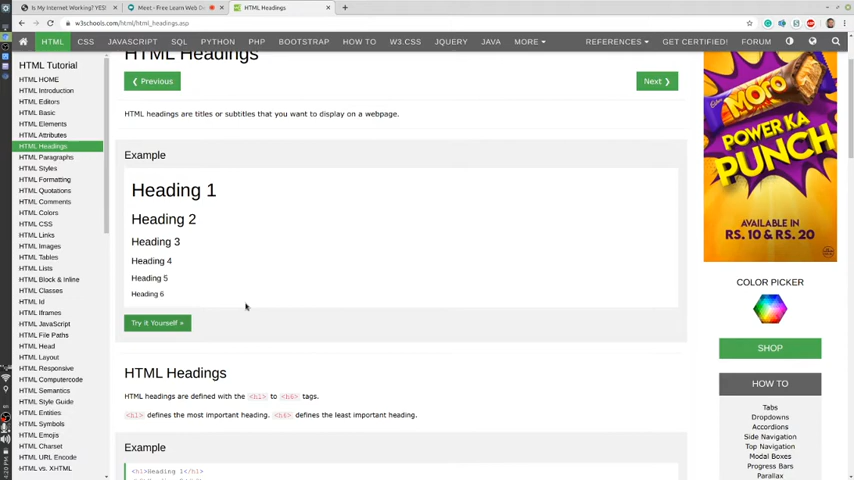 Is My Internet Working? YES!
Meet - Free Learn Web D
HTML Headings
w3schools.com/html/html_headings.asp
HTML
CSS
JAVASCRIPT
SQL
PYTHON
PHP
BOOTSTRAP
HOW TO
W3.CSS
JQUERY
JAVA
MORE
REFERENCES
GET CERTIFIED!
FORUM
HTML Tutorial
HTML HOME
HTML Introduction
HTML Editors
HTML Basic
HTML Elements
HTML Attributes
HTML Headings
HTML Paragraphs
HTML Styles
HTML Formatting
HTML Quotations
HTML Comments
HTML Colors
HTML CSS
HTML Links
HTML Images
HTML Tables
HTML Lists
HTML Block & Inline
HTML Classes
HTML Id
HTML Iframes
HTML JavaScript
HTML File Paths
HTML Head
HTML Layout
HTML Responsive
HTML Computercode
HTML Semantics
HTML Style Guide
HTML Entities
HTML Symbols
HTML Emojis
HTML Charset
HTML URL Encode
HTML vs. XHTML
HTML Headings
❮ Previous
Next ❯
HTML headings are titles or subtitles that you want to display on a webpage.
Example
Heading 1
Heading 2
Heading 3
Heading 4
Heading 5
Heading 6
Try it Yourself »
HTML Headings
HTML headings are defined with the <h1> to <h6> tags.
<h1> defines the most important heading. <h6> defines the least important heading.
Example
<h1>Heading 1</h1>
Cadbury
MORO
POWER KA
PUNCH
AVAILABLE IN
RS. 10 & RS. 20
COLOR PICKER
SHOP
HOW TO
Tabs
Dropdowns
Accordions
Side Navigation
Top Navigation
Modal Boxes
Progress Bars
Parallax
4:20 PM